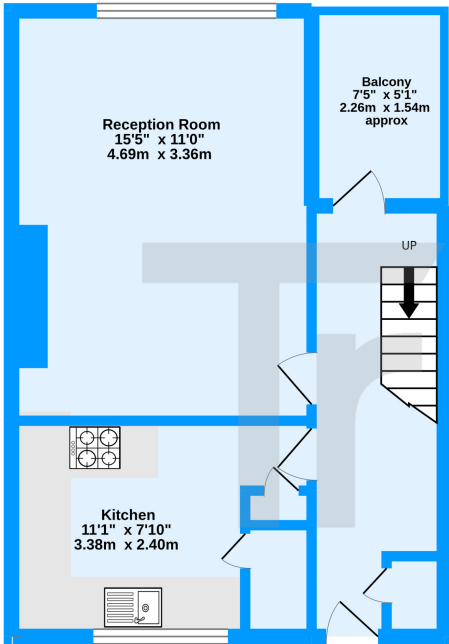 Balcony
7'5" x 5'1"
2.26m x 1.54m
approx
Reception Room
15'5" x 11'0"
4.69m x 3.36m
UP
Tr
Kitchen
11'1" x 7'10"
3.38m x 2.40m